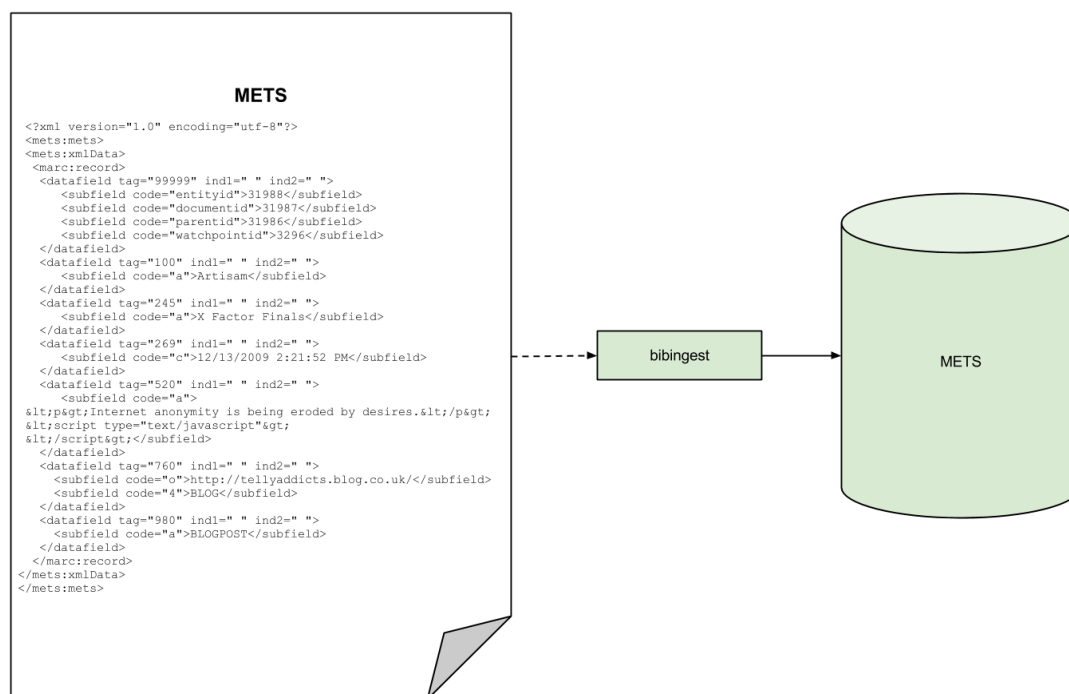 METS
<?xml version="1.0" encoding="utf-8"?>
<mets:mets>
<mets:xmlData>
<marc:record>
<datafield tag="99999" ind1=" " ind2=" ">
<subfield code="entityid">31988</subfield>
<subfield code="documentid">31987</subfield>
<subfield code="parentid">31986</subfield>
<subfield code="watchpointid">3296</subfield>
</datafield>
<datafield tag="100" ind1=" " ind2=" ">
<subfield code="a">Artisam</subfield>
</datafield>
<datafield tag="245" ind1=" " ind2=" ">
<subfield code="a">X Factor Finals</subfield>
</datafield>
<datafield tag="269" ind1=" " ind2=" ">
<subfield code="c">12/13/2009 2:21:52 PM</subfield>
</datafield>
<datafield tag="520" ind1=" " ind2=" ">
<subfield code="a">
&lt;p&gt;Internet anonymity is being eroded by desires.&lt;/p&gt;
&lt;script type="text/javascript"&gt;
&lt;/script&gt;</subfield>
</datafield>
<datafield tag="760" ind1=" " ind2=" ">
<subfield code="o">http://tellyaddicts.blog.co.uk/</subfield>
<subfield code="4">BLOG</subfield>
</datafield>
<datafield tag="980" ind1=" " ind2=" ">
<subfield code="a">BLOGPOST</subfield>
</datafield>
</marc:record>
</mets:xmlData>
</mets:mets>
bibingest
METS